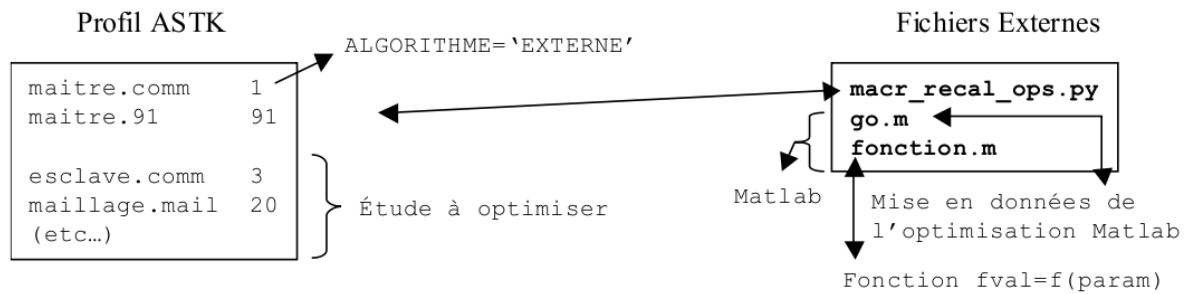 Profil ASTK
ALGORITHME=‘EXTERNE’
maitre.comm 1
maitre.91 91
esclave.comm 3
maillage.mail 20
(etc…)
Étude à optimiser
Fichiers Externes
macr_recal_ops.py
go.m
fonction.m
Matlab
Mise en données de
l’optimisation Matlab
Fonction fval=f(param)